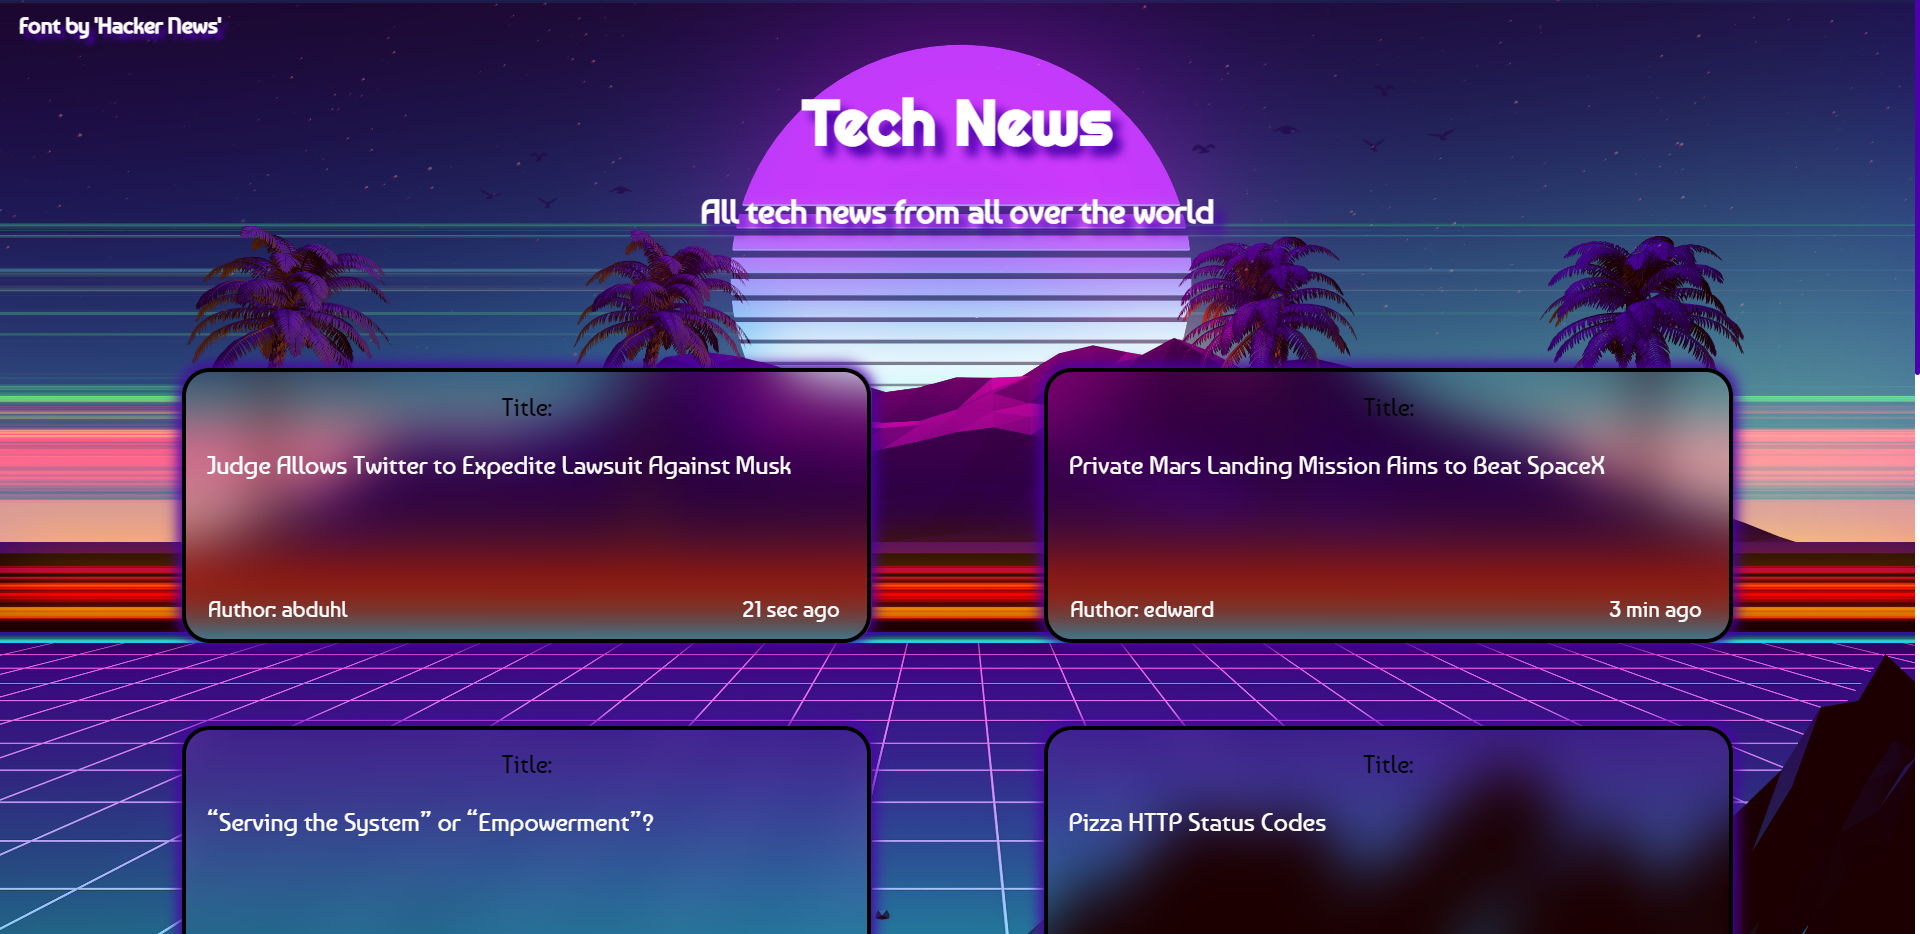 Font by 'Hacker News'
Tech News
All tech news from all over the world
Title:
Judge Allows Twitter to Expedite Lawsuit Against Musk
Author: abduhl
21 sec ago
Title:
Private Mars Landing Mission Aims to Beat SpaceX
Author: edward
3 min ago
Title:
“Serving the System” or “Empowerment”?
Title:
Pizza HTTP Status Codes